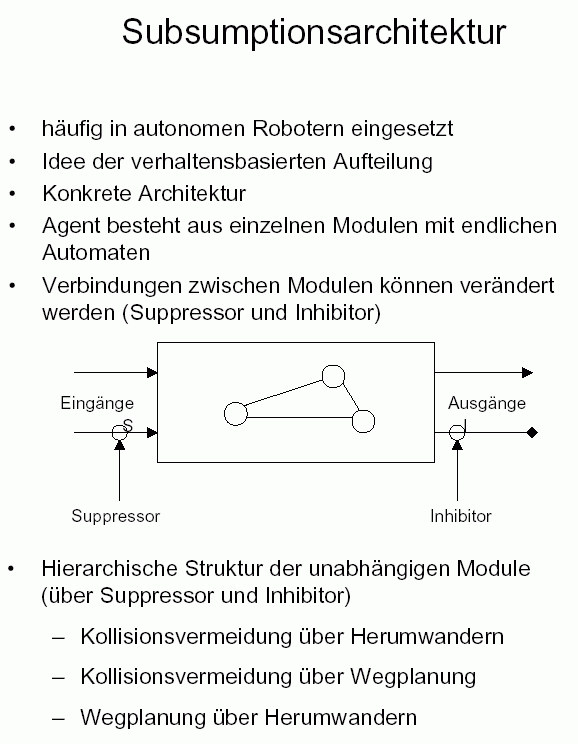 Subsumptionsarchitektur
• häufig in autonomen Robotern eingesetzt
• Idee der verhaltensbasierten Aufteilung
• Konkrete Architektur
• Agent besteht aus einzelnen Modulen mit endlichen
Automaten
• Verbindungen zwischen Modulen können verändert
werden (Suppressor und Inhibitor)
Eingänge
Ausgänge
S
I
Suppressor
Inhibitor
• Hierarchische Struktur der unabhängigen Module
(über Suppressor und Inhibitor)
– Kollisionsvermeidung über Herumwandern
– Kollisionsvermeidung über Wegplanung
– Wegplanung über Herumwandern